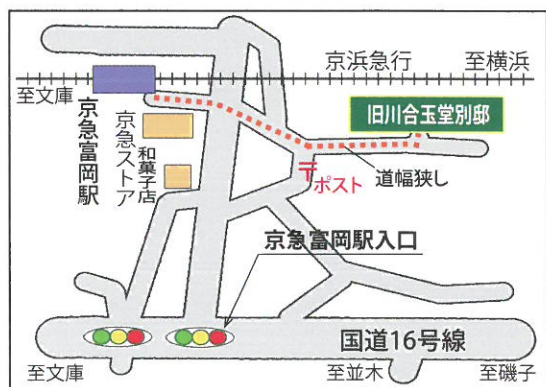 京浜急行
至横浜
至文庫
旧川合玉堂別邸
京急富岡駅
京急ストア
和菓子店
〒
ポスト
道幅狭し
京急富岡駅入口
国道16号線
至文庫
至並木
至磯子